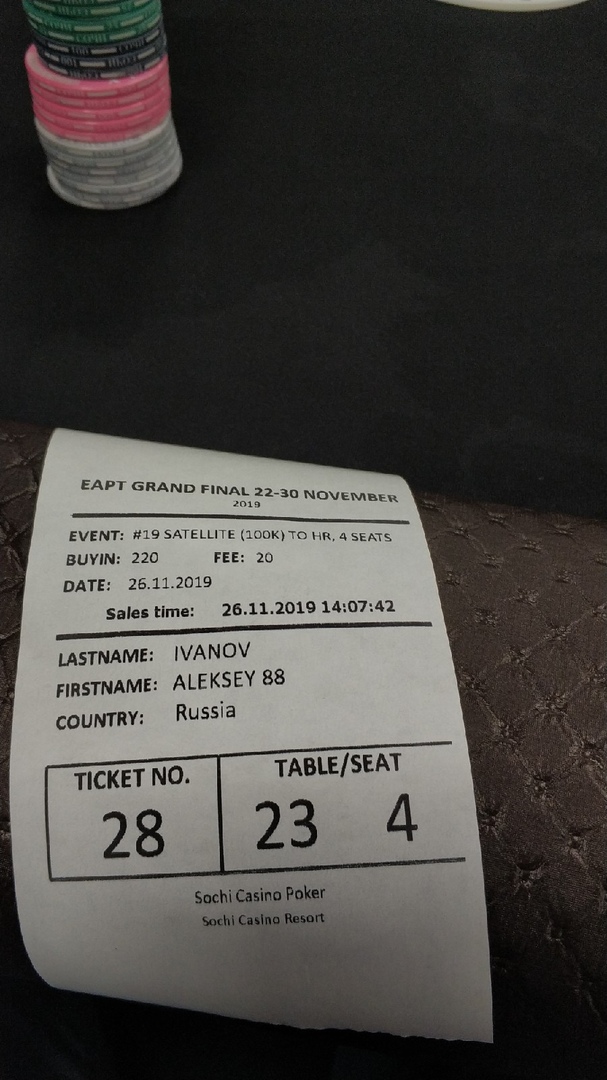 EAPT GRAND FINAL 22-30 NOVEMBER
2019
EVENT: #19 SATELLITE (100K) TO HR, 4 SEATS
BUYIN: 220 FEE: 20
DATE: 26.11.2019
Sales time: 26.11.2019 14:07:42
LASTNAME: IVANOV
FIRSTNAME: ALEKSEY 88
COUNTRY: Russia
TICKET NO. TABLE/SEAT
28 23 4
Sochi Casino Poker
Sochi Casino Resort